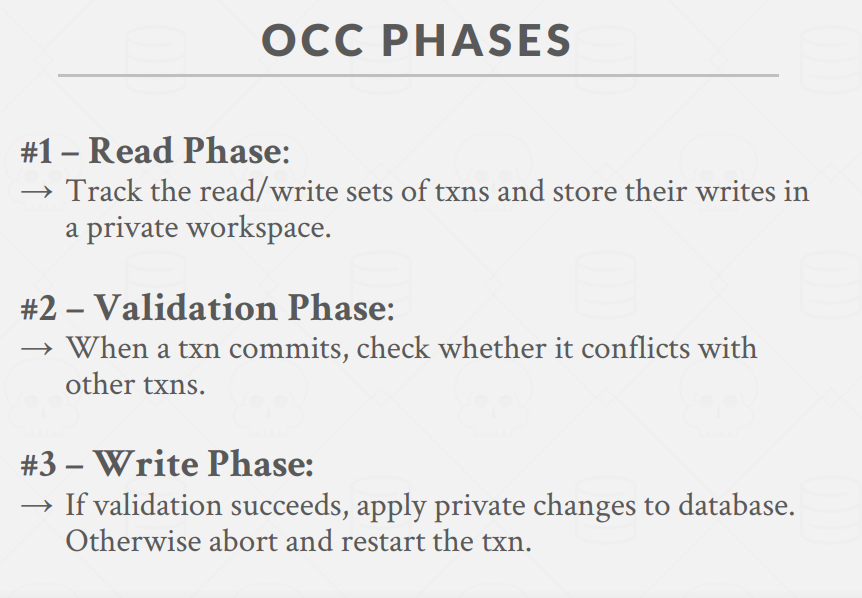 OCC PHASES
#1 – Read Phase:
→ Track the read/write sets of txns and store their writes in
a private workspace.
#2 – Validation Phase:
→ When a txn commits, check whether it conflicts with
other txns.
#3 – Write Phase:
→ If validation succeeds, apply private changes to database.
Otherwise abort and restart the txn.